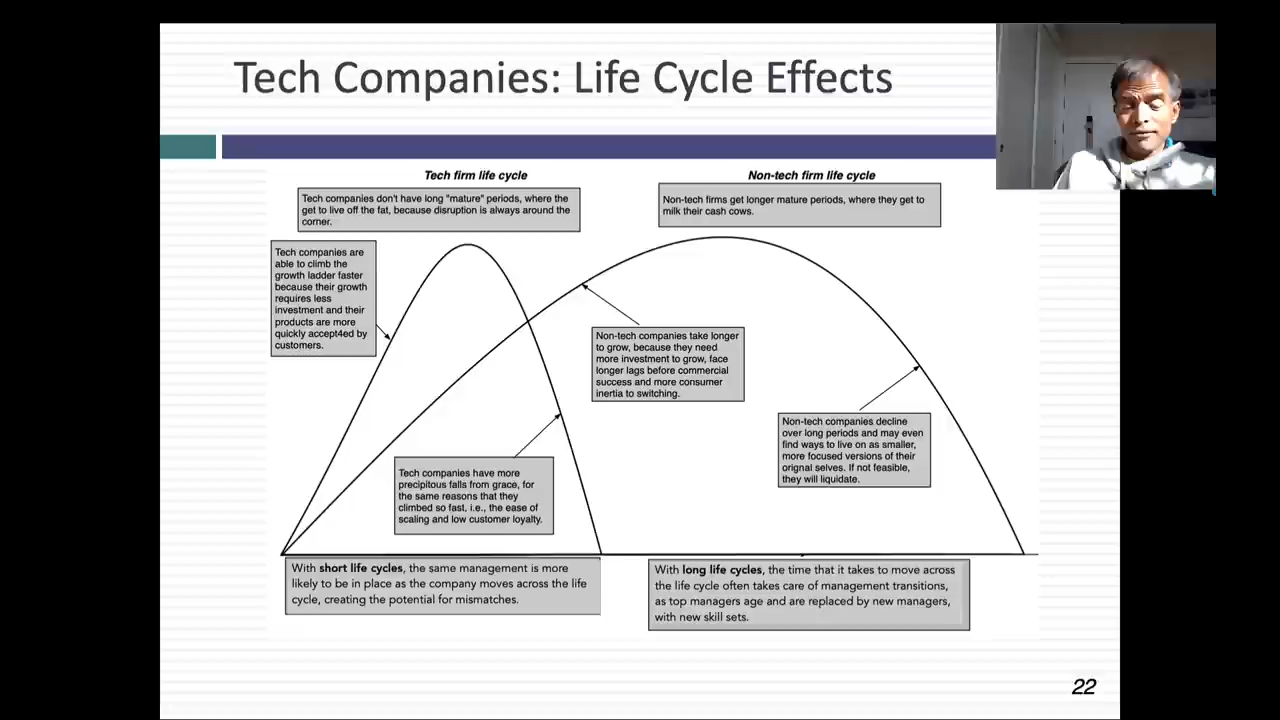 Tech Companies: Life Cycle Effects
Tech firm life cycle
Tech companies don't have long "mature" periods, where the
get to live off the fat, because disruption is always around the
corner.
Non-tech firm life cycle
Non-tech firms get longer mature periods, where they get to
milk their cash cows.
Tech companies are
able to climb the
growth ladder faster
because their growth
requires less
investment and their
products are more
quickly accept4ed by
customers.
Non-tech companies take longer
to grow, because they need
more investment to grow, face
longer lags before commercial
success and more consumer
inertia to switching.
Non-tech companies decline
over long periods and may even
find ways to live on as smaller,
more focused versions of their
orignal selves. If not feasible,
they will liquidate.
Tech companies have more
precipitous falls from grace, for
the same reasons that they
climbed so fast, i.e., the ease of
scaling and low customer loyalty.
With short life cycles, the same management is more
likely to be in place as the company moves across the life
cycle, creating the potential for mismatches.
With long life cycles, the time that it takes to move across
the life cycle often takes care of management transitions,
as top managers age and are replaced by new managers,
with new skill sets.
22